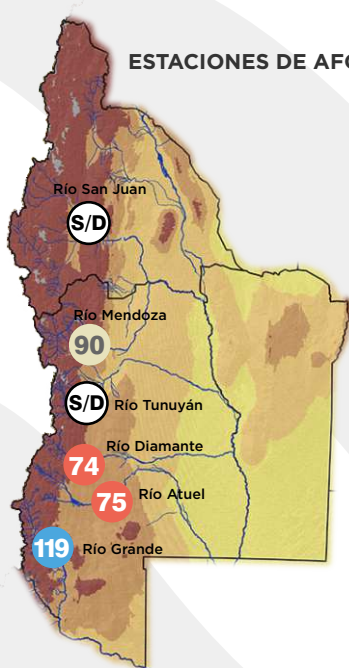 ESTACIONES DE AFO
Río San Juan
S/D
Río Mendoza
90
S/D Río Tunuyán
Río Diamante
74
75 Río Atuel
119 Río Grande